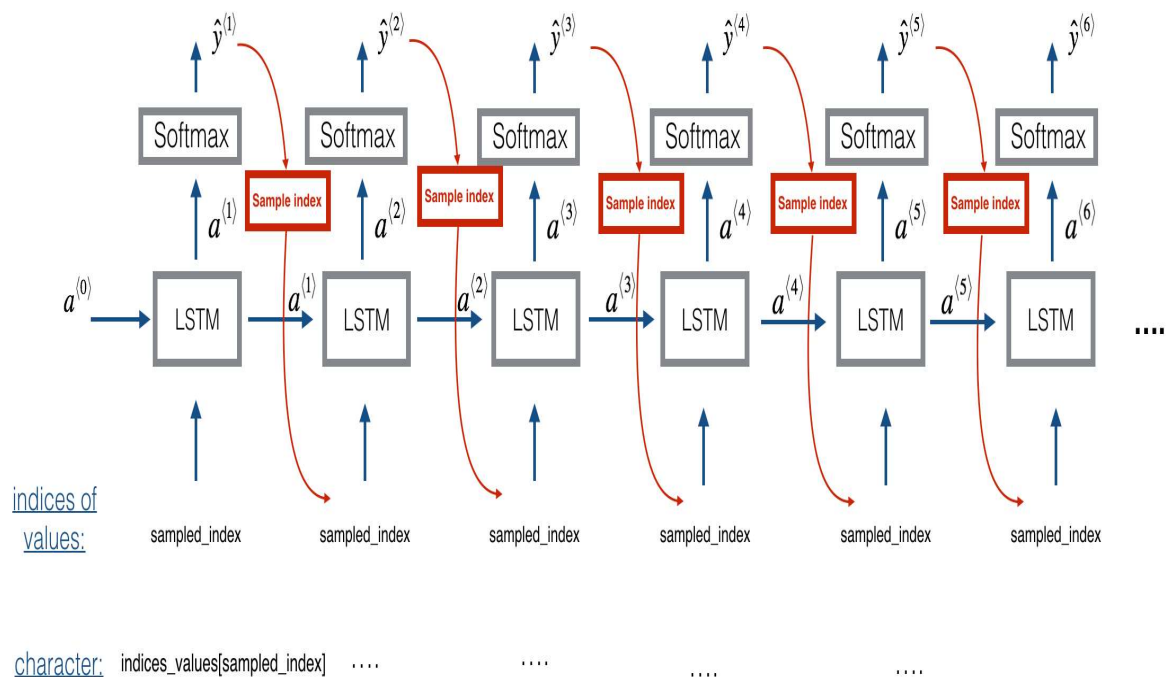 ŷ⟨1⟩ ŷ⟨2⟩ ŷ⟨3⟩ ŷ⟨4⟩ ŷ⟨5⟩ ŷ⟨6⟩
Softmax Softmax Softmax Softmax Softmax Softmax
Sample index Sample index Sample index Sample index Sample index
a⟨1⟩ a⟨2⟩ a⟨3⟩ a⟨4⟩ a⟨5⟩ a⟨6⟩
a⟨0⟩ a⟨1⟩ a⟨2⟩ a⟨3⟩ a⟨4⟩ a⟨5⟩
LSTM LSTM LSTM LSTM LSTM LSTM ....
indices of
values: sampled_index sampled_index sampled_index sampled_index sampled_index sampled_index
character: indices_values[sampled_index] .... .... .... ....